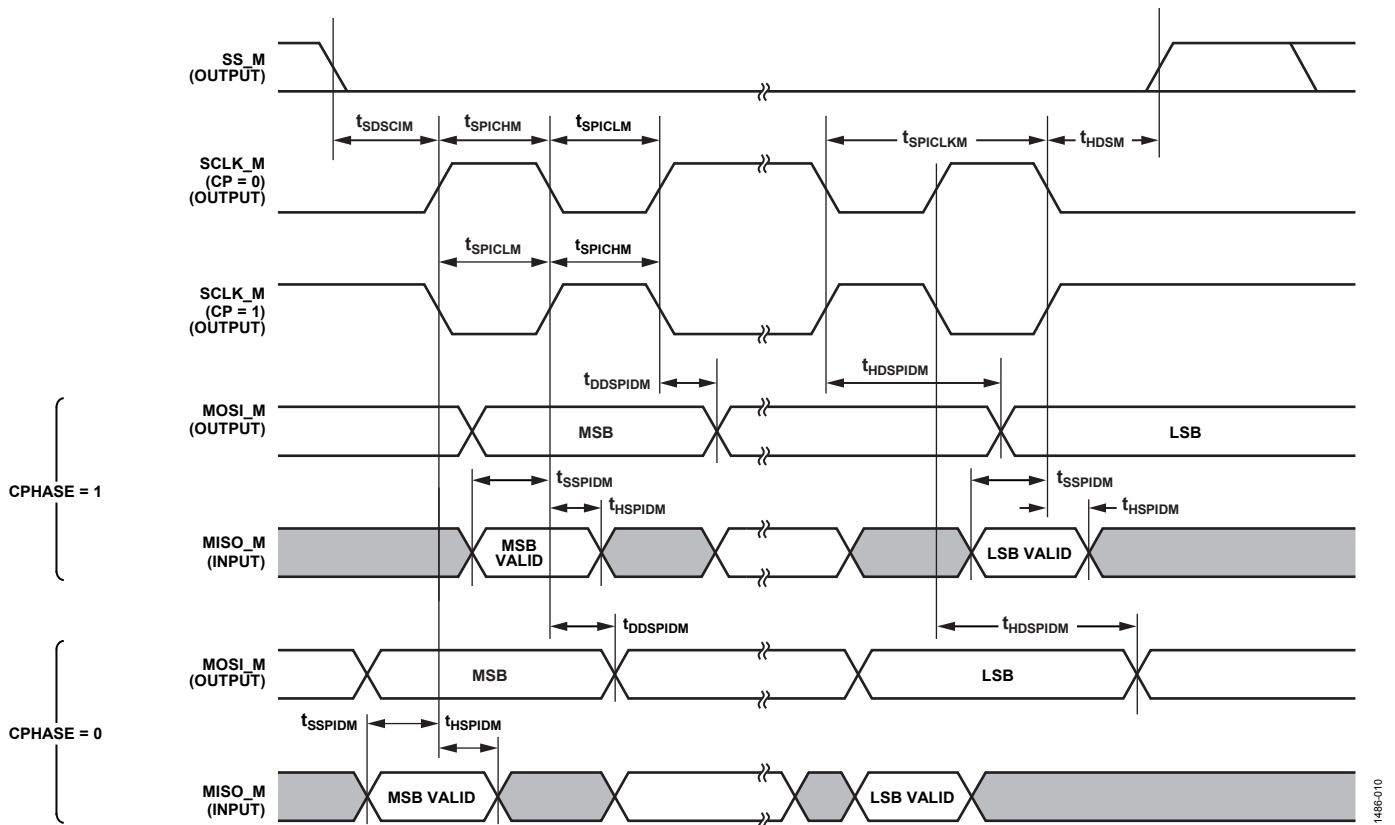 SS_M
(OUTPUT)
tSDSCIM
tSPICHM
tSPICLM
tSPICLKM
tHDSM
SCLK_M
(CP = 0)
(OUTPUT)
tSPICLM
tSPICHM
SCLK_M
(CP = 1)
(OUTPUT)
tDDSPIDM
tHDSPIDM
CPHASE = 1
MOSI_M
(OUTPUT)
MSB
LSB
tSSPIDM
tHSPIDM
tSSPIDM
tHSPIDM
MISO_M
(INPUT)
MSB
VALID
LSB VALID
tDDSPIDM
tHDSPIDM
CPHASE = 0
MOSI_M
(OUTPUT)
MSB
LSB
tSSPIDM
tHSPIDM
MISO_M
(INPUT)
MSB VALID
LSB VALID
1486-010